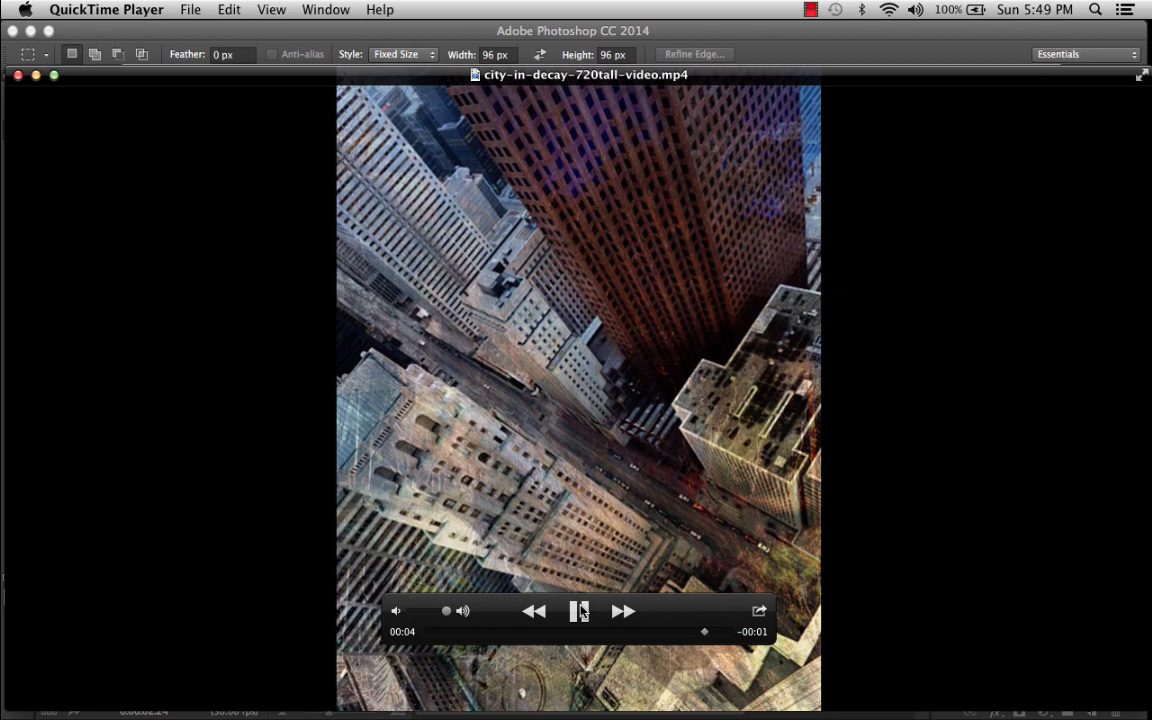 QuickTime Player File Edit View Window Help 100% Sun 5:49 PM
Adobe Photoshop CC 2014
Feather: 0 px Anti-alias Style: Fixed Size Width: 96 px Height: 96 px Refine Edge... Essentials
city-in-decay-720tall-video.mp4
00:04 -00:01